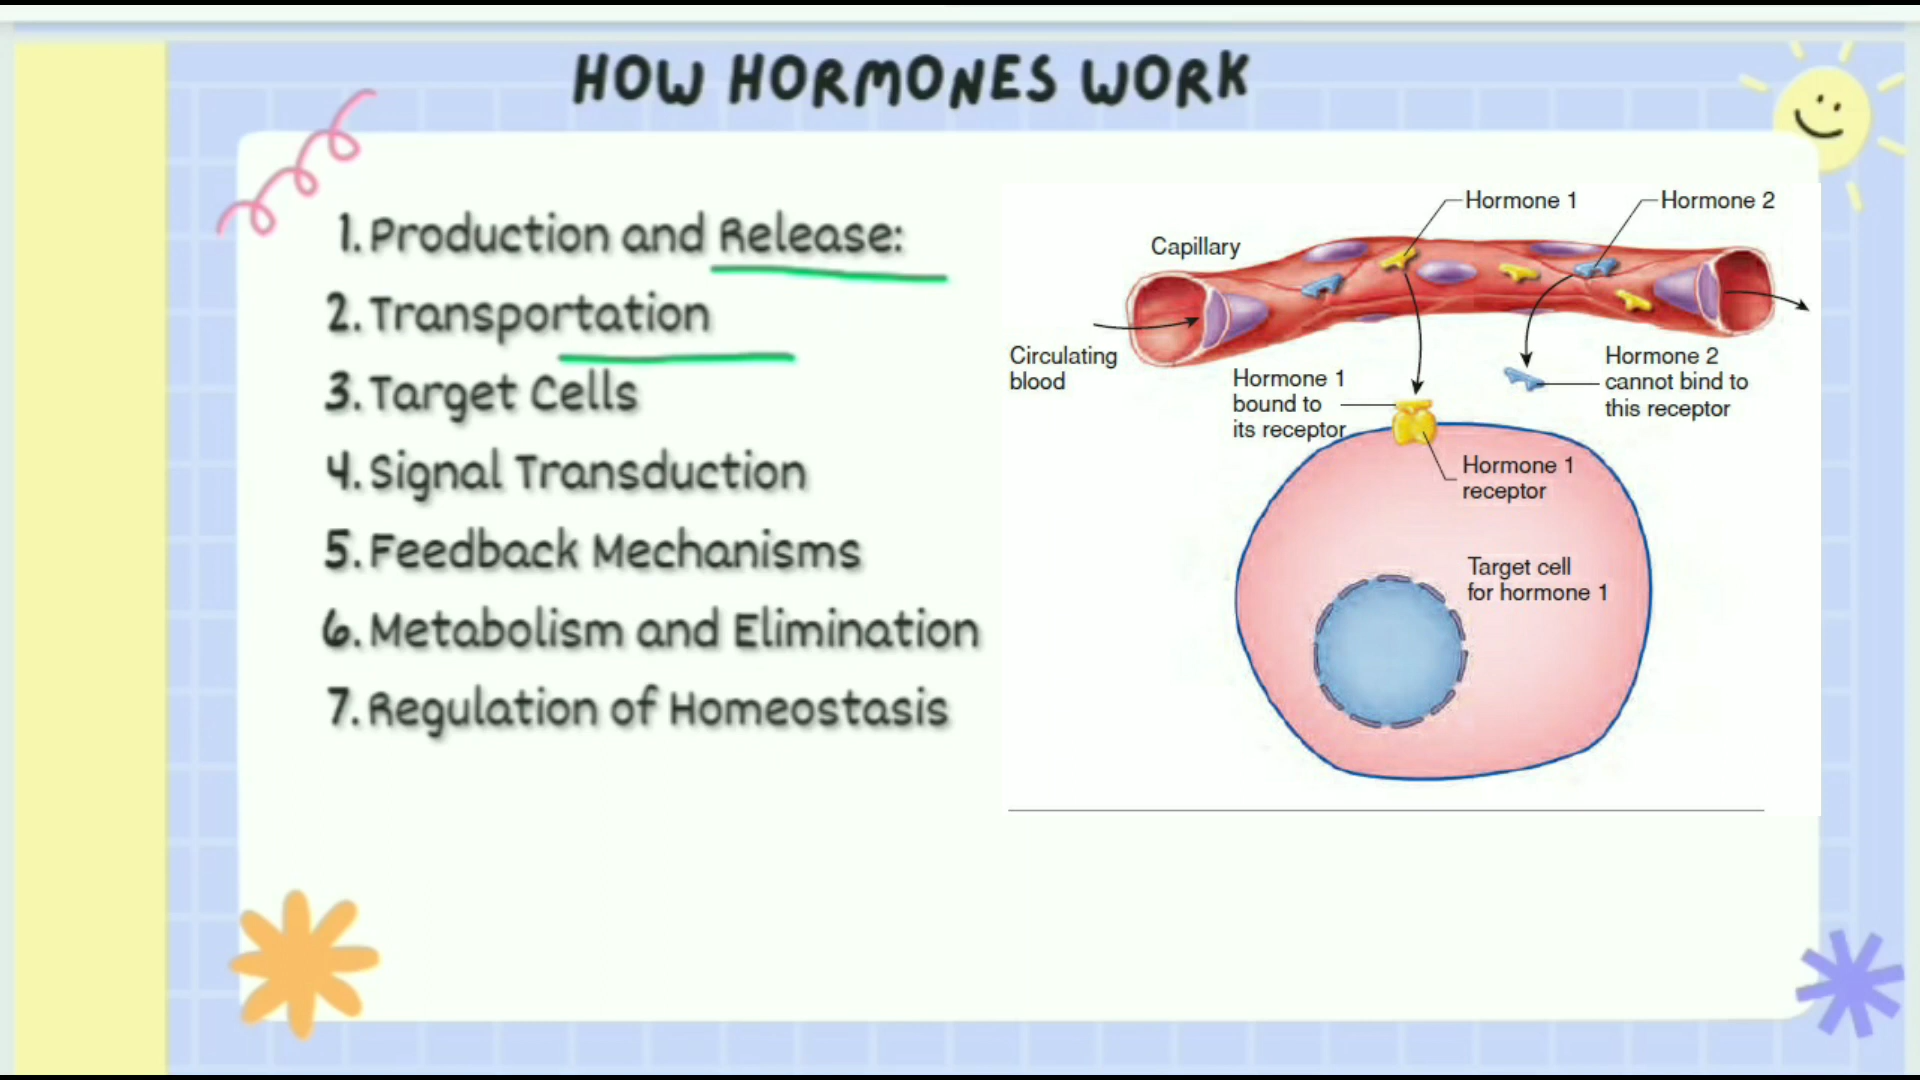 HOW HORMONES WORK
1. Production and Release:
2. Transportation
3. Target Cells
4. Signal Transduction
5. Feedback Mechanisms
6. Metabolism and Elimination
7. Regulation of Homeostasis
Hormone 1
Hormone 2
Capillary
Circulating
blood
Hormone 1
bound to
its receptor
Hormone 2
cannot bind to
this receptor
Hormone 1
receptor
Target cell
for hormone 1